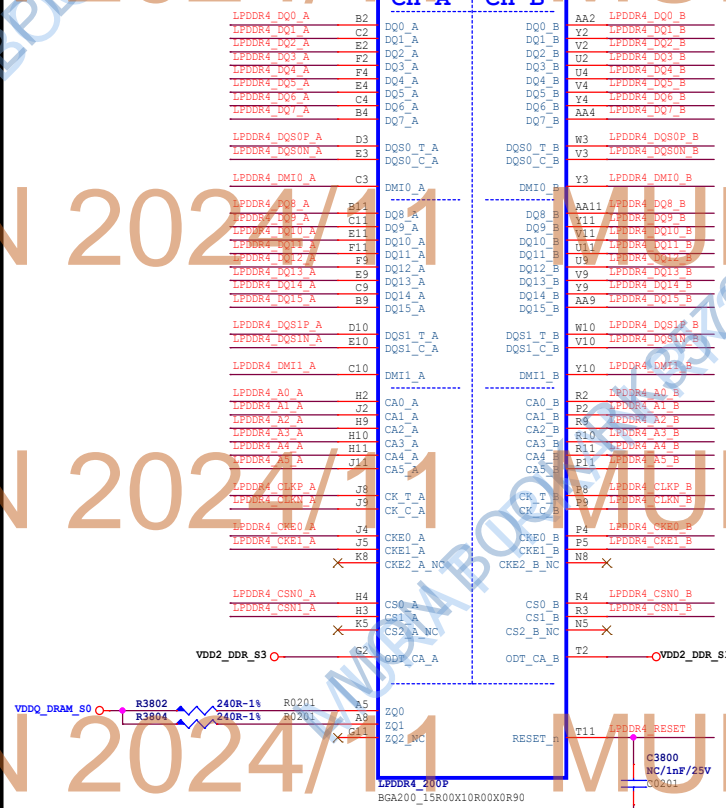 Ch A Ch B
LPDDR4_DQ0_A B2 DQ0_A DQ0_B AA2 LPDDR4_DQ0_B
LPDDR4_DQ1_A C2 DQ1_A DQ1_B Y2 LPDDR4_DQ1_B
LPDDR4_DQ2_A E2 DQ2_A DQ2_B V2 LPDDR4_DQ2_B
LPDDR4_DQ3_A F2 DQ3_A DQ3_B U2 LPDDR4_DQ3_B
LPDDR4_DQ4_A F4 DQ4_A DQ4_B U4 LPDDR4_DQ4_B
LPDDR4_DQ5_A E4 DQ5_A DQ5_B V4 LPDDR4_DQ5_B
LPDDR4_DQ6_A C4 DQ6_A DQ6_B Y4 LPDDR4_DQ6_B
LPDDR4_DQ7_A B4 DQ7_A DQ7_B AA4 LPDDR4_DQ7_B
LPDDR4_DQS0P_A D3 DQS0_T_A DQS0_T_B W3 LPDDR4_DQS0P_B
LPDDR4_DQS0N_A E3 DQS0_C_A DQS0_C_B V3 LPDDR4_DQS0N_B
LPDDR4_DMI0_A C3 DMI0_A DMI0_B Y3 LPDDR4_DMI0_B
N 2024/11 MU
LPDDR4_DQ8_A B11 DQ8_A DQ8_B AA11 LPDDR4_DQ8_B
LPDDR4_DQ9_A C11 DQ9_A DQ9_B Y11 LPDDR4_DQ9_B
LPDDR4_DQ10_A E11 DQ10_A DQ10_B V11 LPDDR4_DQ10_B
LPDDR4_DQ11_A F11 DQ11_A DQ11_B U11 LPDDR4_DQ11_B
LPDDR4_DQ12_A F9 DQ12_A DQ12_B U9 LPDDR4_DQ12_B
LPDDR4_DQ13_A E9 DQ13_A DQ13_B V9 LPDDR4_DQ13_B
LPDDR4_DQ14_A C9 DQ14_A DQ14_B Y9 LPDDR4_DQ14_B
LPDDR4_DQ15_A B9 DQ15_A DQ15_B AA9 LPDDR4_DQ15_B
LPDDR4_DQS1P_A D10 DQS1_T_A DQS1_T_B W10 LPDDR4_DQS1P_B
LPDDR4_DQS1N_A E10 DQS1_C_A DQS1_C_B V10 LPDDR4_DQS1N_B
LPDDR4_DMI1_A C10 DMI1_A DMI1_B Y10 LPDDR4_DMI1_B
LPDDR4_A0_A H2 CA0_A CA0_B R2 LPDDR4_A0_B
LPDDR4_A1_A J2 CA1_A CA1_B P2 LPDDR4_A1_B
LPDDR4_A2_A H9 CA2_A CA2_B R9 LPDDR4_A2_B
LPDDR4_A3_A H10 CA3_A CA3_B R10 LPDDR4_A3_B
LPDDR4_A4_A H11 CA4_A CA4_B R11 LPDDR4_A4_B
LPDDR4_A5_A J11 CA5_A CA5_B P11 LPDDR4_A5_B
N 2024/11 MU
LPDDR4_CLKP_A J8 CK_T_A CK_T_B P8 LPDDR4_CLKP_B
LPDDR4_CLKN_A J9 CK_C_A CK_C_B P9 LPDDR4_CLKN_B
LPDDR4_CKE0_A J4 CKE0_A CKE0_B P4 LPDDR4_CKE0_B
LPDDR4_CKE1_A J5 CKE1_A CKE1_B P5 LPDDR4_CKE1_B
K8 CKE2_A_NC CKE2_B_NC N8
LPDDR4_CSN0_A H4 CS0_A CS0_B R4 LPDDR4_CSN0_B
LPDDR4_CSN1_A H3 CS1_A CS1_B R3 LPDDR4_CSN1_B
K5 CS2_A_NC CS2_B_NC N5
VDD2_DDR_S3 G2 ODT_CA_A ODT_CA_B T2 VDD2_DDR_S3
VDDQ_DRAM_S0 R3802 240R-1% R0201 A5 ZQ0
R3804 240R-1% R0201 A8 ZQ1
G11 ZQ2_NC RESET_n T11 LPDDR4_RESET
N 2024/11 MU
C3800
NC/1nF/25V
C0201
LPDDR4_200P
BGA200_15R00X10R00X0R90